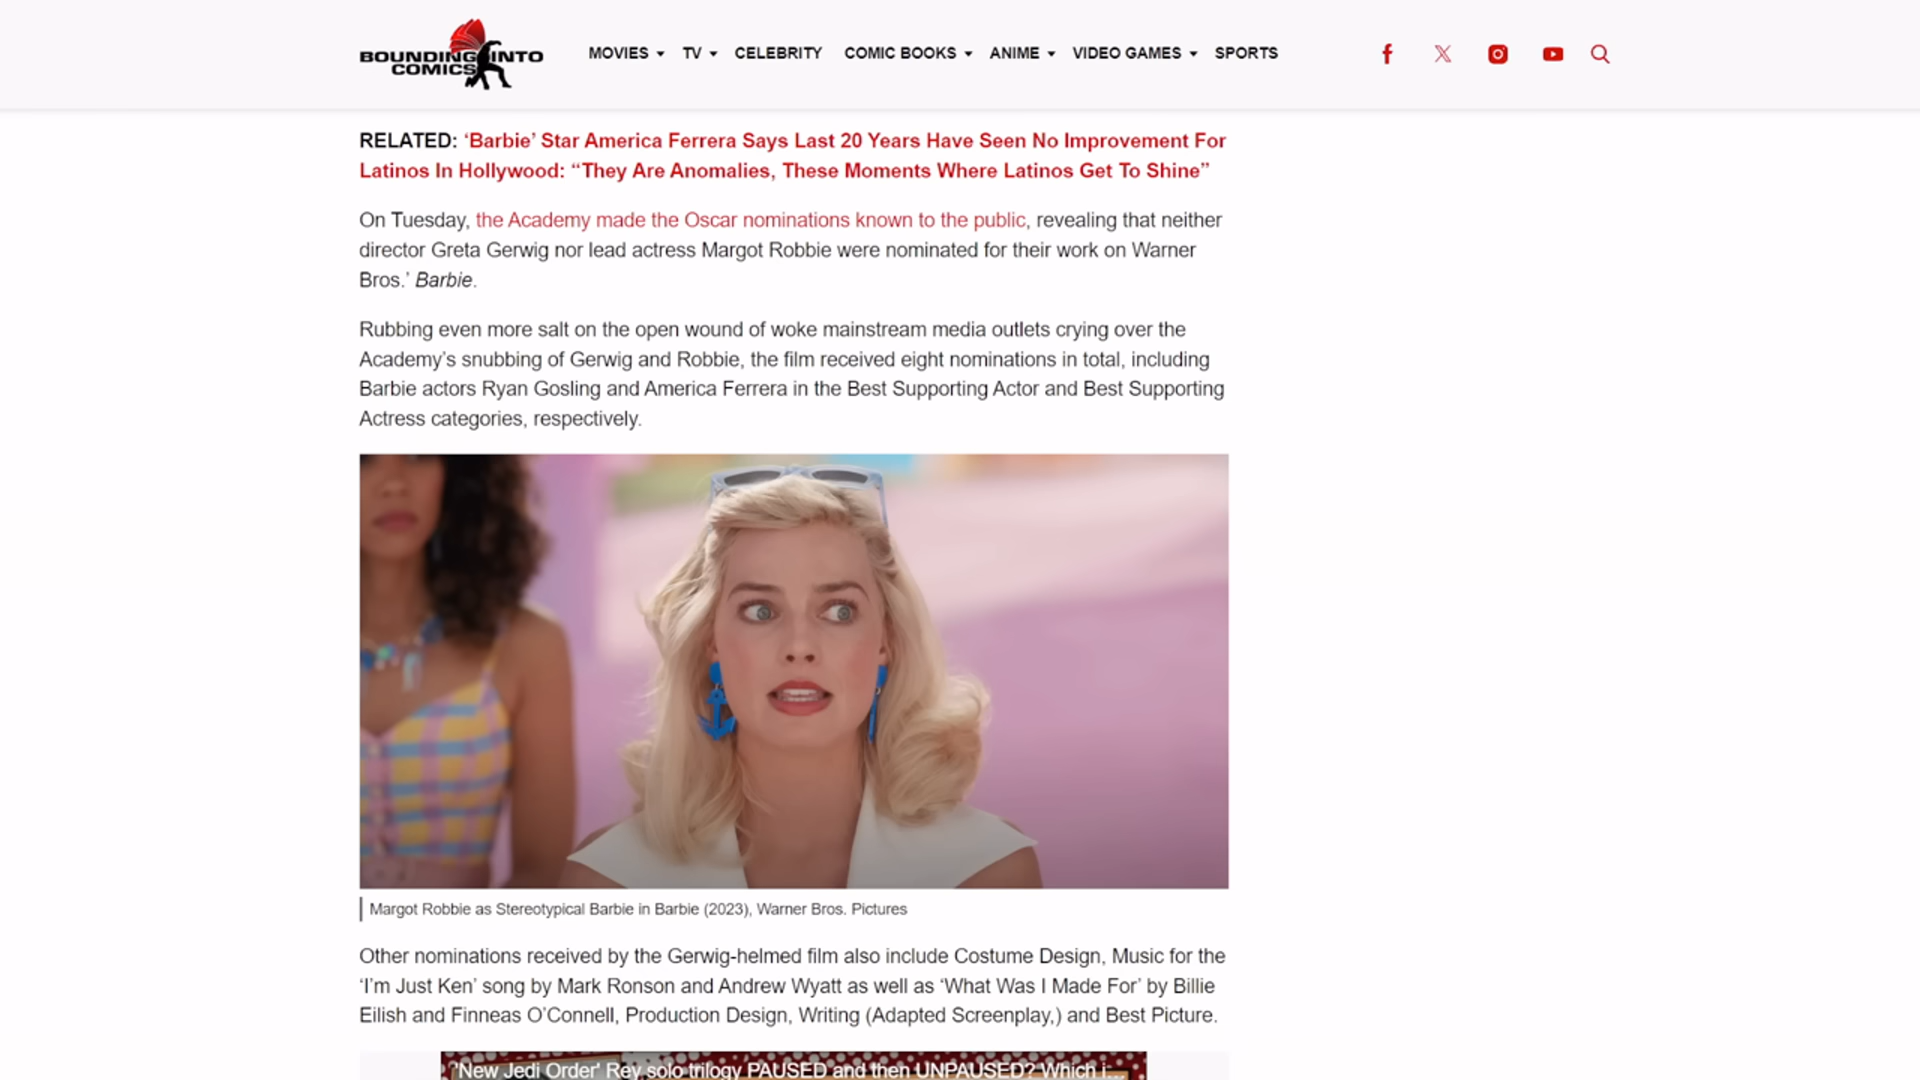 BOUNDING INTO
COMICS
MOVIES TV CELEBRITY COMIC BOOKS ANIME VIDEO GAMES SPORTS
RELATED: ‘Barbie’ Star America Ferrera Says Last 20 Years Have Seen No Improvement For
Latinos In Hollywood: “They Are Anomalies, These Moments Where Latinos Get To Shine”
On Tuesday, the Academy made the Oscar nominations known to the public, revealing that neither
director Greta Gerwig nor lead actress Margot Robbie were nominated for their work on Warner
Bros.’ Barbie.
Rubbing even more salt on the open wound of woke mainstream media outlets crying over the
Academy’s snubbing of Gerwig and Robbie, the film received eight nominations in total, including
Barbie actors Ryan Gosling and America Ferrera in the Best Supporting Actor and Best Supporting
Actress categories, respectively.
Margot Robbie as Stereotypical Barbie in Barbie (2023), Warner Bros. Pictures
Other nominations received by the Gerwig-helmed film also include Costume Design, Music for the
‘I’m Just Ken’ song by Mark Ronson and Andrew Wyatt as well as ‘What Was I Made For’ by Billie
Eilish and Finneas O’Connell, Production Design, Writing (Adapted Screenplay,) and Best Picture.
'New Jedi Order' Rey solo trilogy PAUSED and then UNPAUSED? Which i...